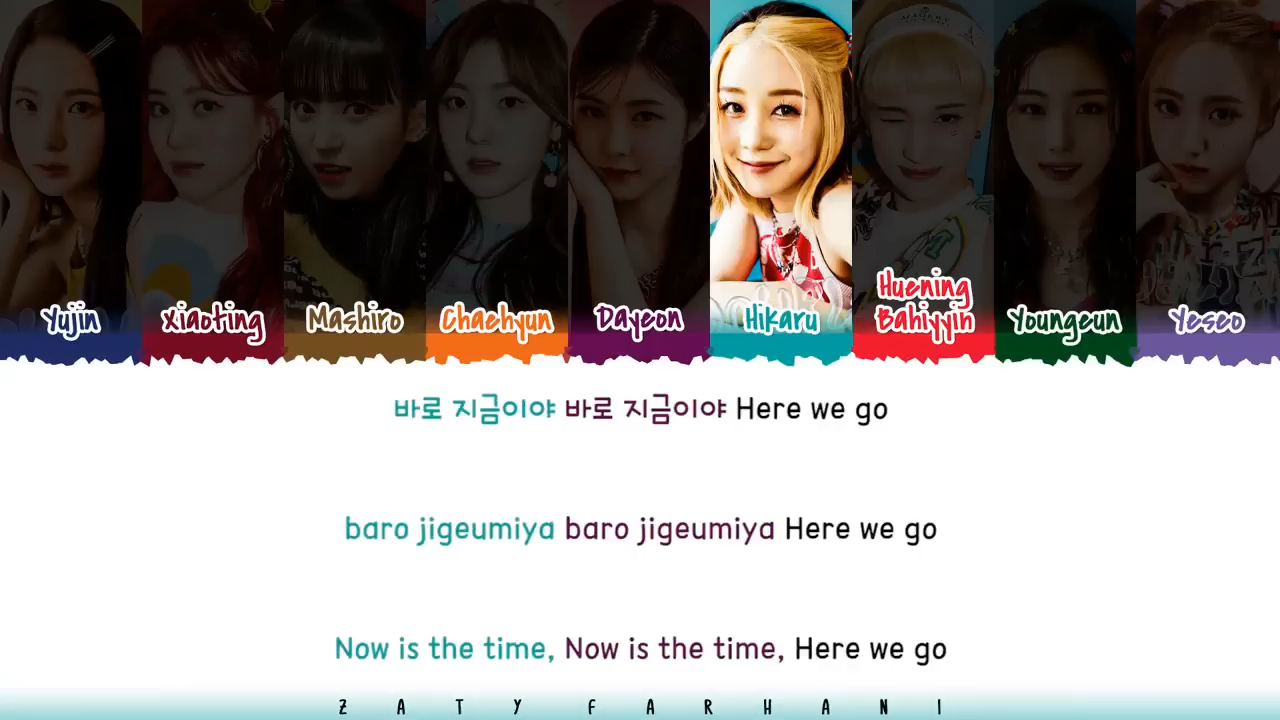 Yujin
Xiaoting
Mashiro
Chaehyun
Dayeon
Hikaru
Huening
Bahiyyih
Youngeun
Yeseo
바로 지금이야 바로 지금이야 Here we go
baro jigeumiya baro jigeumiya Here we go
Now is the time, Now is the time, Here we go
ZATY FARHANI